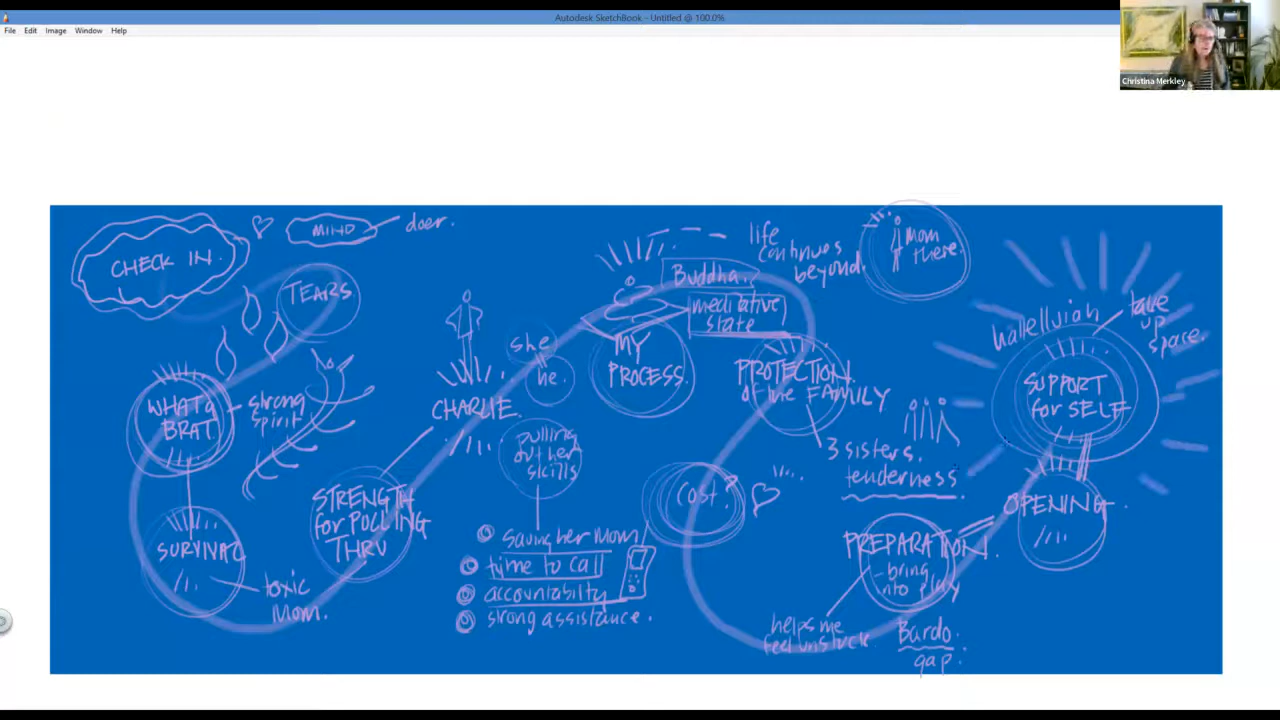 Autodesk SketchBook - Untitled @ 100.0%
File Edit Image Window Help
Christina Merkley
CHECK IN
MIND
doer.
TEARS
WHAT a
BRAT
strong
spirit
SURVIVAL
toxic
Mom.
STRENGTH
for PULLING
THRU
CHARLIE
she
he.
pulling
out her
skills
saving her mom
time to call
accountabilty
strong assistance.
MY
PROCESS
Buddha.
meditative
state
life
continues
beyond.
mom
there.
PROTECTION
of the FAMILY
3 sisters.
tenderness
cost?
PREPARATION.
- bring
into play
helps me
feel unstuck
Bardo.
gap.
OPENING.
SUPPORT
for SELF
halleluiah
take
up
space.